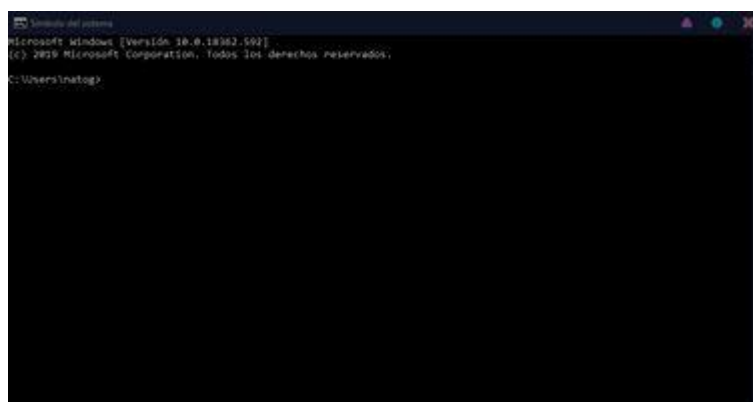 Símbolo del sistema
Microsoft Windows [Versión 10.0.18362.592]
(c) 2019 Microsoft Corporation. Todos los derechos reservados.
C:\Users\natog>